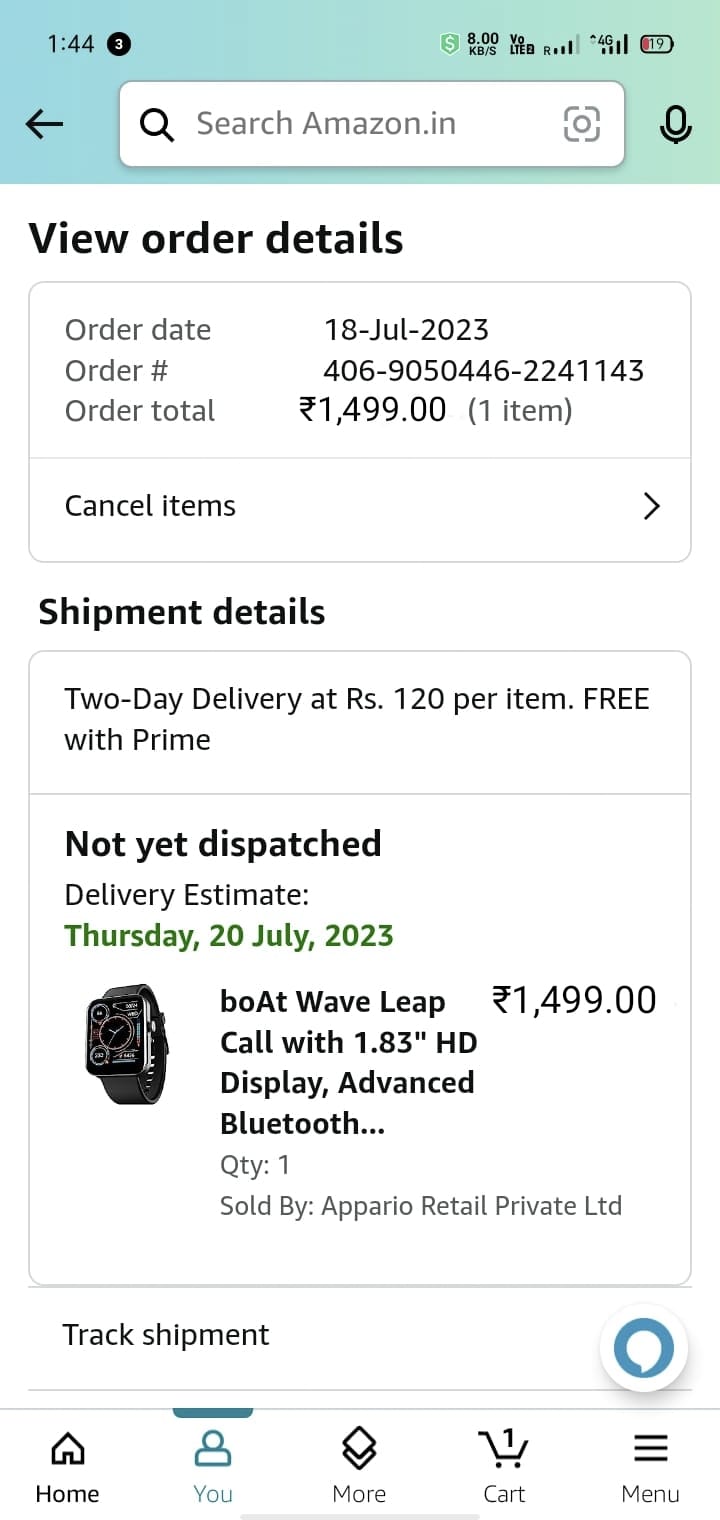 1:44 3 8.00 KB/S Vo LTE2 R 4G 19
Search Amazon.in
View order details
Order date 18-Jul-2023
Order # 406-9050446-2241143
Order total ₹1,499.00 (1 item)
Cancel items
Shipment details
Two-Day Delivery at Rs. 120 per item. FREE
with Prime
Not yet dispatched
Delivery Estimate:
Thursday, 20 July, 2023
boAt Wave Leap ₹1,499.00
Call with 1.83" HD
Display, Advanced
Bluetooth...
Qty: 1
Sold By: Appario Retail Private Ltd
Track shipment
1
Home You More Cart Menu